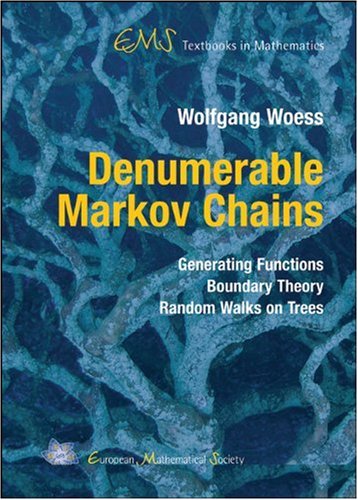 EMS Textbooks in Mathematics
Wolfgang Woess
Denumerable
Markov Chains
Generating Functions
Boundary Theory
Random Walks on Trees
European Mathematical Society